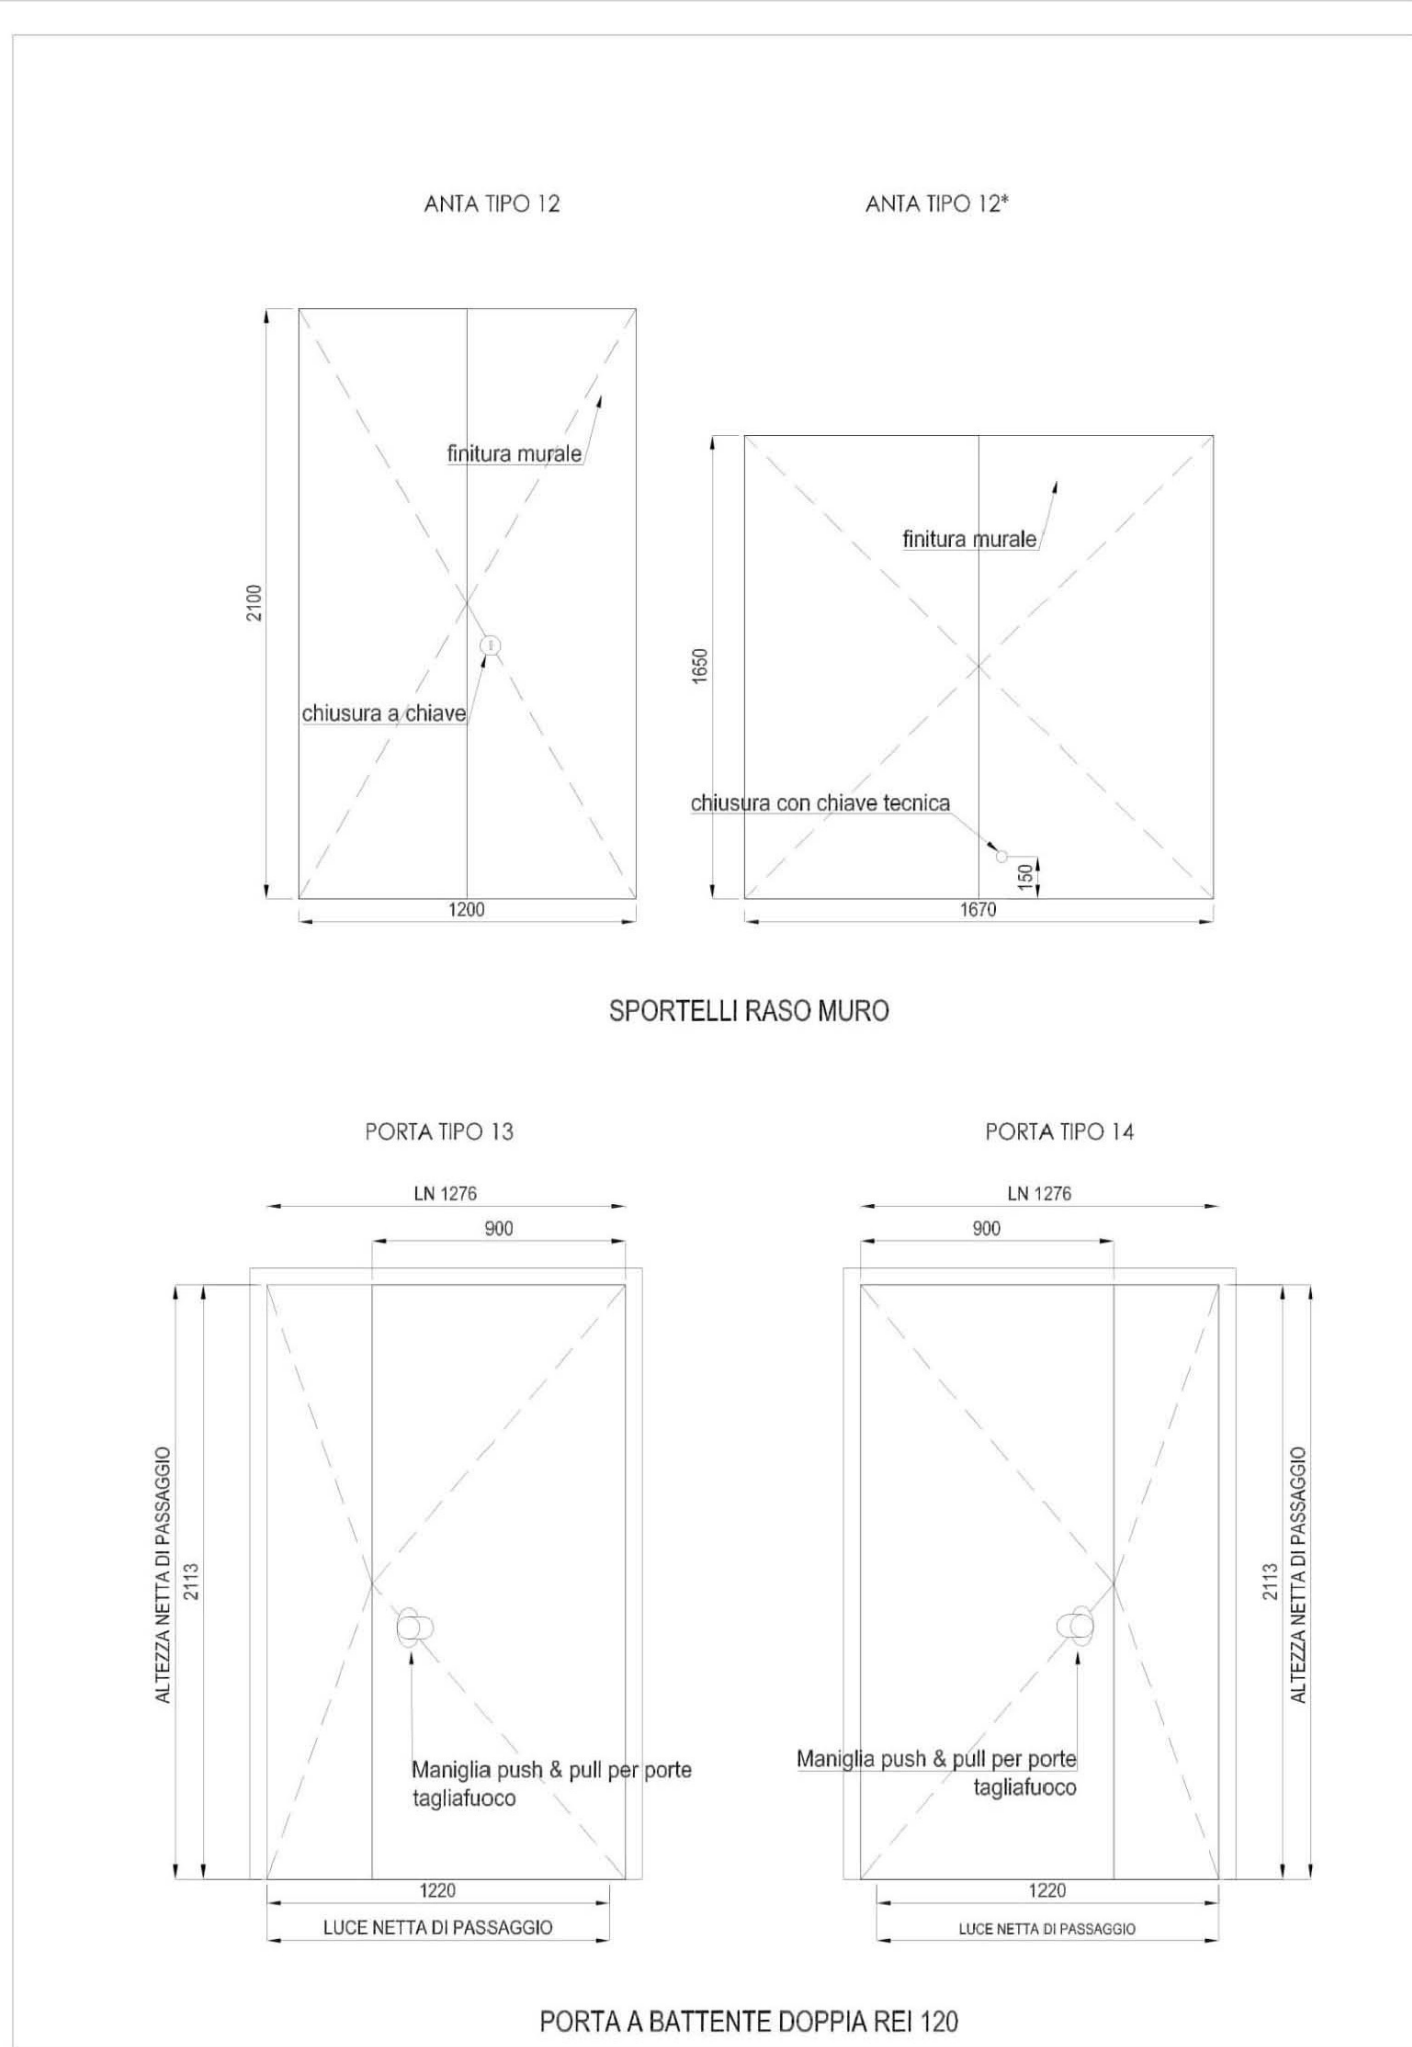 ANTA TIPO 12
ANTA TIPO 12*
finitura murale
2100
chiusura a chiave
1200
finitura murale
1650
chiusura con chiave tecnica
150
1670
SPORTELLI RASO MURO
PORTA TIPO 13
PORTA TIPO 14
LN 1276
900
ALTEZZA NETTA DI PASSAGGIO
2113
Maniglia push & pull per porte
tagliafuoco
1220
LUCE NETTA DI PASSAGGIO
LN 1276
900
2113
ALTEZZA NETTA DI PASSAGGIO
Maniglia push & pull per porte
tagliafuoco
1220
LUCE NETTA DI PASSAGGIO
PORTA A BATTENTE DOPPIA REI 120